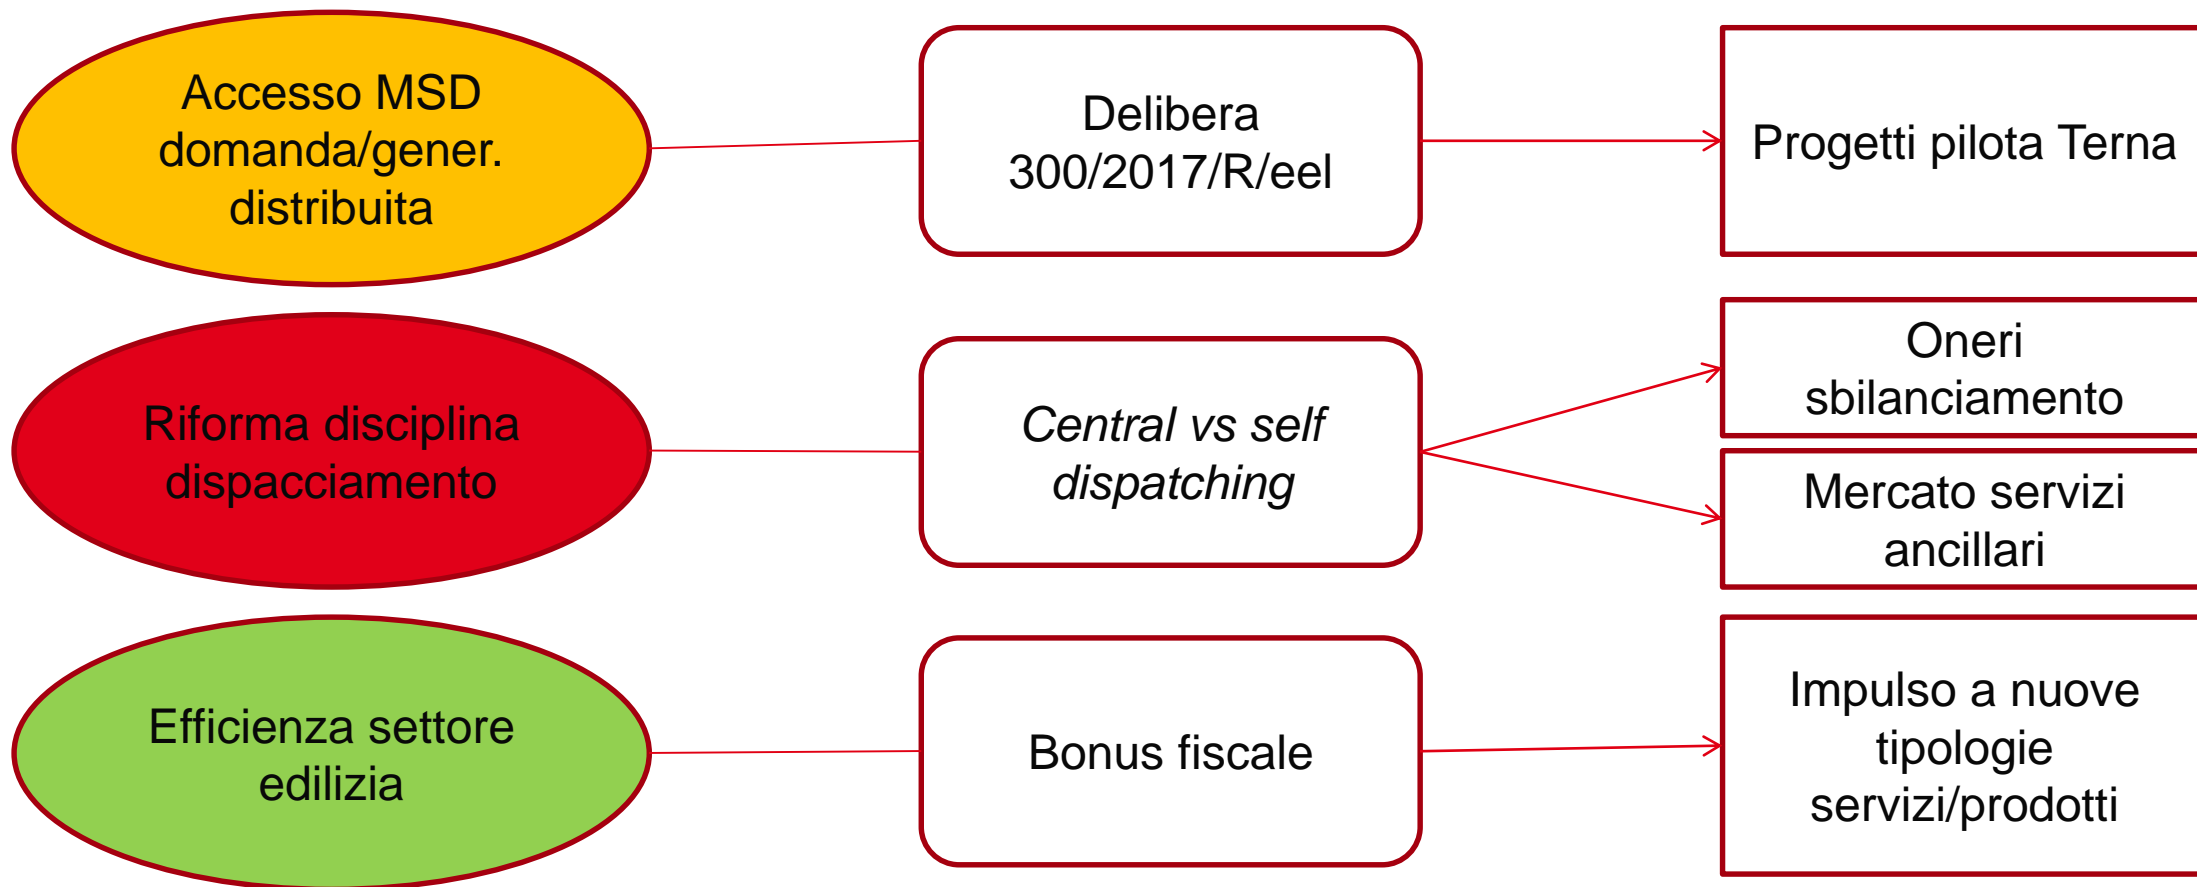 Accesso MSD
domanda/gener.
distribuita
Delibera
300/2017/R/eel
Progetti pilota Terna
Riforma disciplina
dispacciamento
Central vs self
dispatching
Oneri
sbilanciamento
Mercato servizi
ancillari
Efficienza settore
edilizia
Bonus fiscale
Impulso a nuove
tipologie
servizi/prodotti